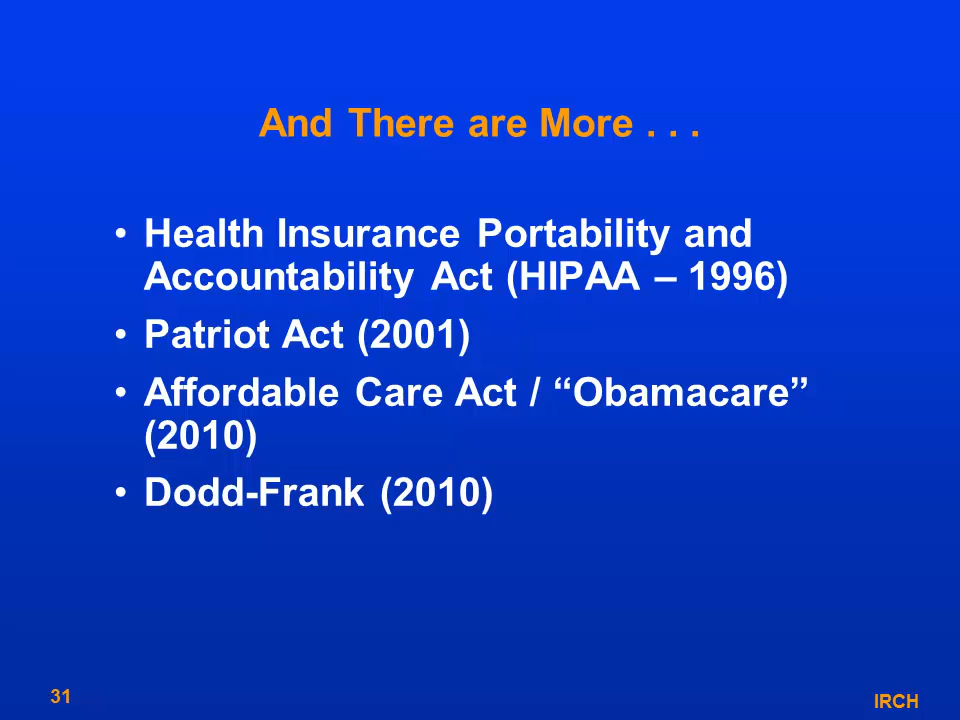 And There are More . . .
• Health Insurance Portability and
Accountability Act (HIPAA – 1996)
• Patriot Act (2001)
• Affordable Care Act / “Obamacare”
(2010)
• Dodd-Frank (2010)
31
IRCH